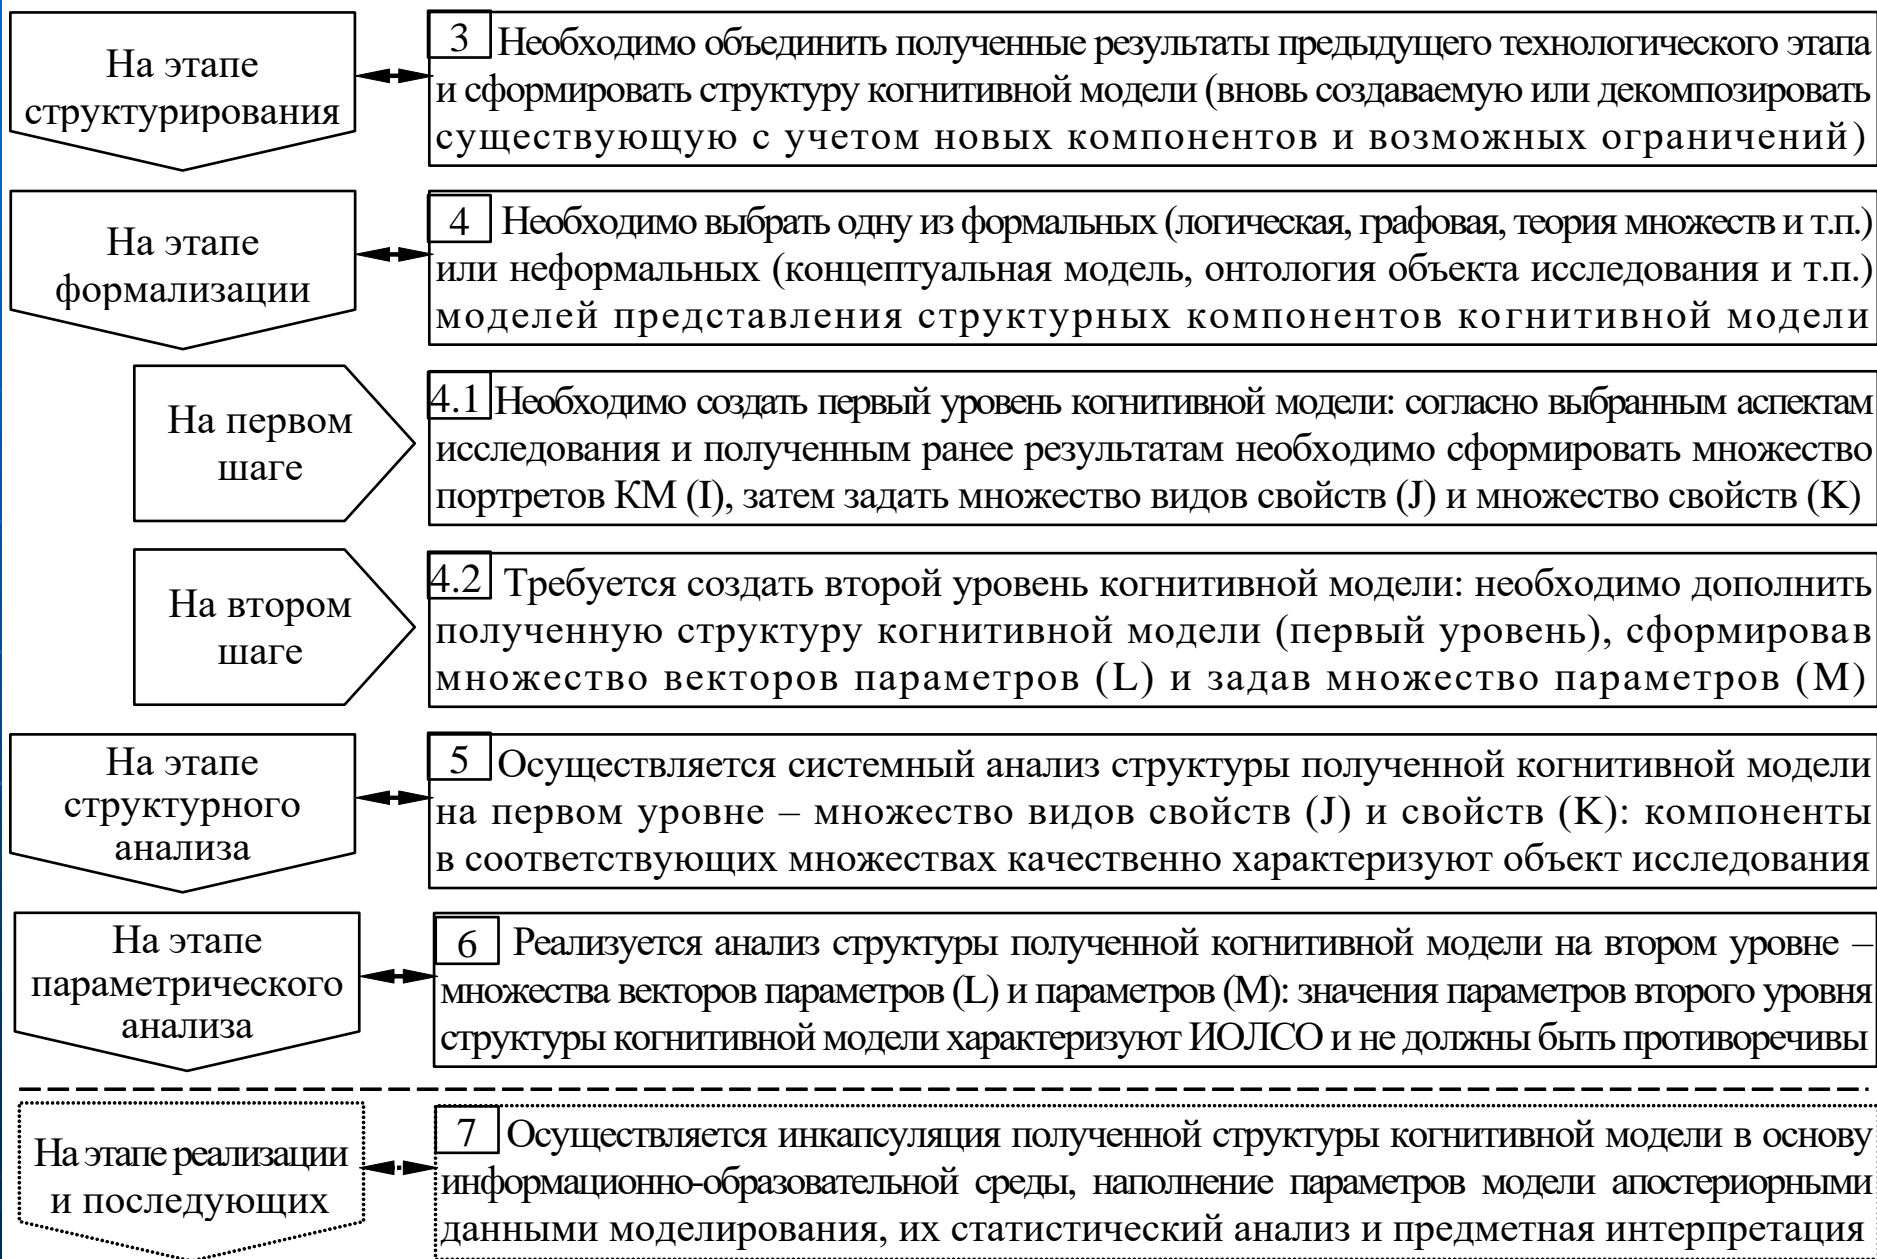 На этапе
структурирования
3 Необходимо объединить полученные результаты предыдущего технологического этапа
и сформировать структуру когнитивной модели (вновь создаваемую или декомпозировать
существующую с учетом новых компонентов и возможных ограничений)
На этапе
формализации
4 Необходимо выбрать одну из формальных (логическая, графовая, теория множеств и т.п.)
или неформальных (концептуальная модель, онтология объекта исследования и т.п.)
моделей представления структурных компонентов когнитивной модели
На первом
шаге
4.1 Необходимо создать первый уровень когнитивной модели: согласно выбранным аспектам
исследования и полученным ранее результатам необходимо сформировать множество
портретов КМ (I), затем задать множество видов свойств (J) и множество свойств (K)
На втором
шаге
4.2 Требуется создать второй уровень когнитивной модели: необходимо дополнить
полученную структуру когнитивной модели (первый уровень), сформировав
множество векторов параметров (L) и задав множество параметров (M)
На этапе
структурного
анализа
5 Осуществляется системный анализ структуры полученной когнитивной модели
на первом уровне – множество видов свойств (J) и свойств (K): компоненты
в соответствующих множествах качественно характеризуют объект исследования
На этапе
параметрического
анализа
6 Реализуется анализ структуры полученной когнитивной модели на втором уровне –
множества векторов параметров (L) и параметров (M): значения параметров второго уровня
структуры когнитивной модели характеризуют ИОЛСО и не должны быть противоречивы
На этапе реализации
и последующих
7 Осуществляется инкапсуляция полученной структуры когнитивной модели в основу
информационно-образовательной среды, наполнение параметров модели апостериорными
данными моделирования, их статистический анализ и предметная интерпретация